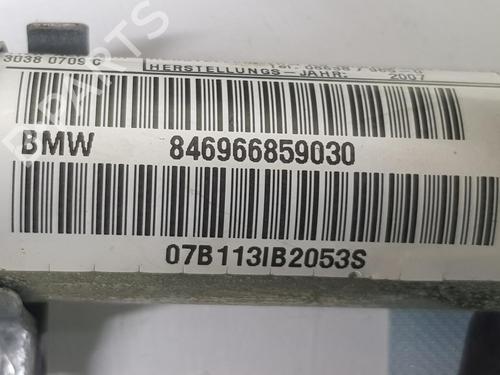 3038 0709 C
HERSTELLUNGS-JAHR: 2007
BMW 846966859030
07B113IB2053S